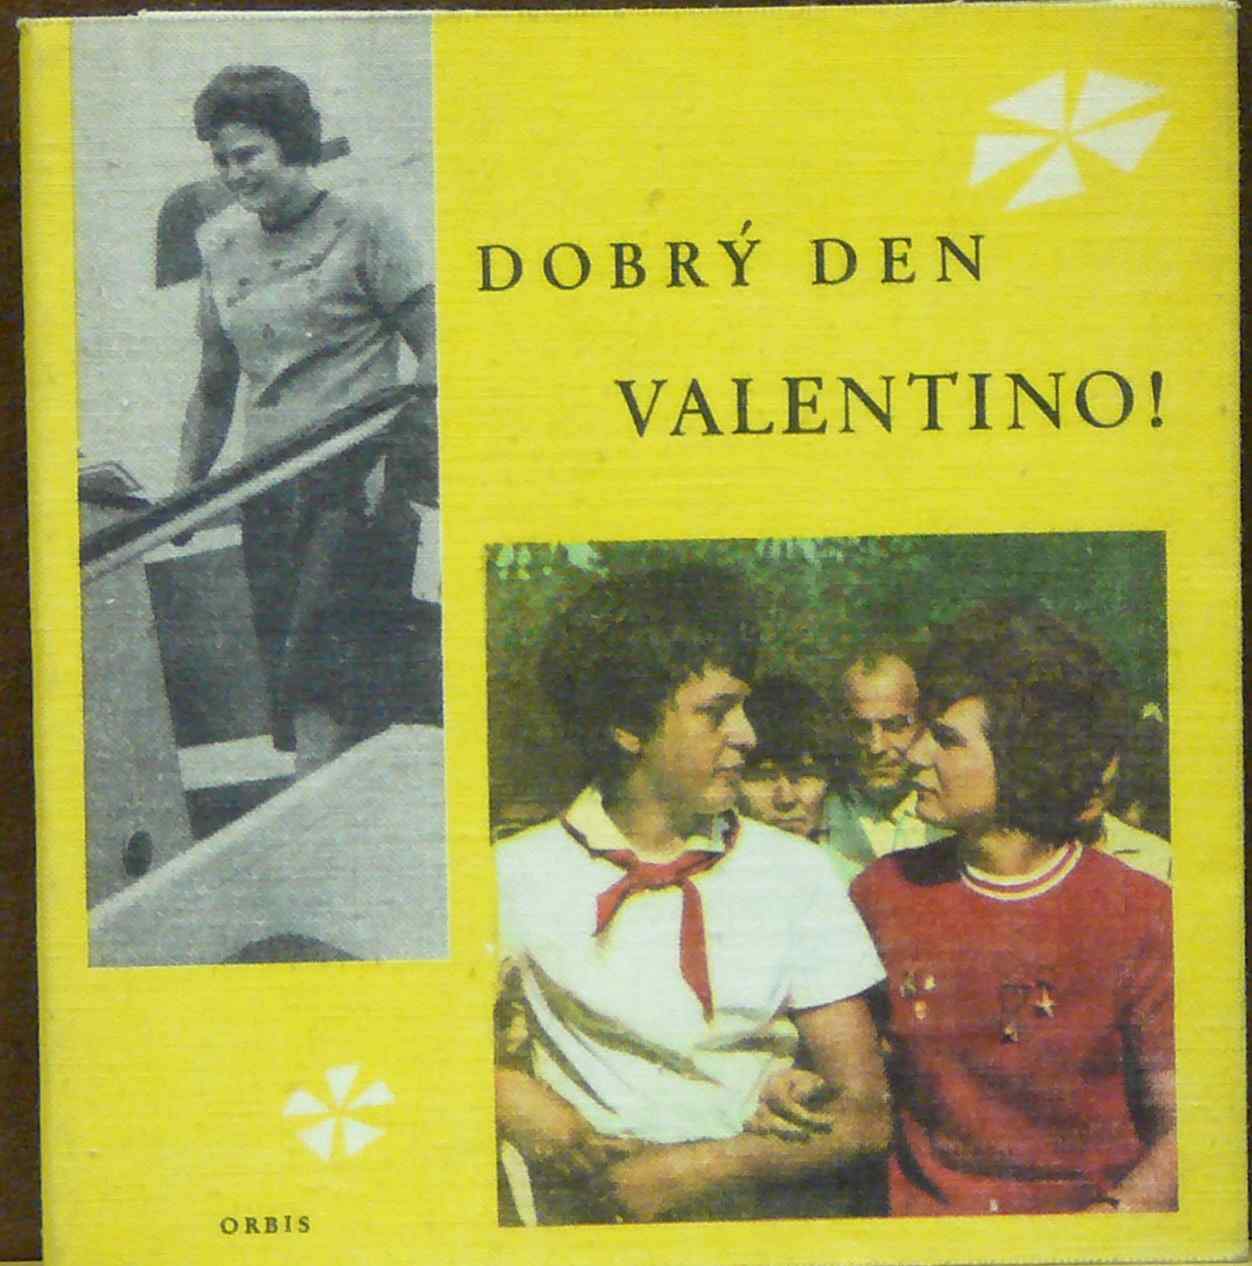 DOBRÝ DEN
VALENTINO!
ORBIS